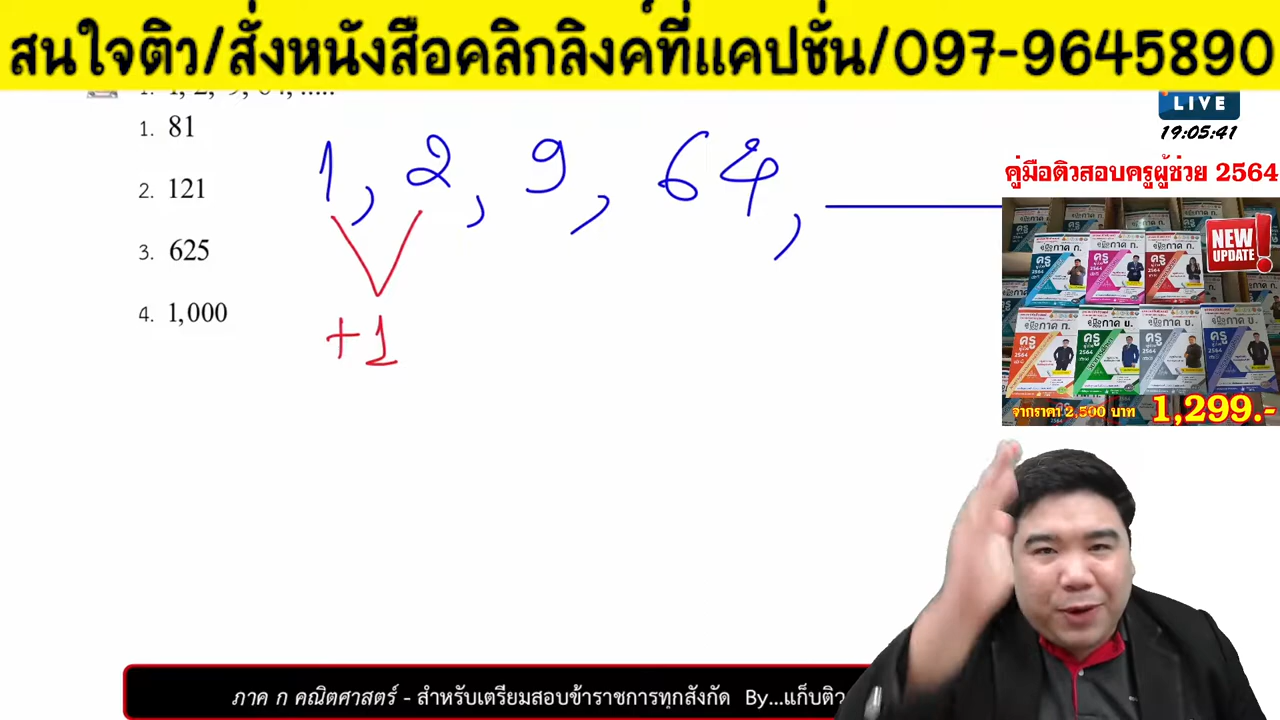 สนใจติว/สั่งหนังสือคลิกลิงค์ที่แคปชั่น/097-9645890
1. 1, 2, 9, 64, .....
LIVE
19:05:41
1. 81
2. 121
3. 625
4. 1,000
1, 2, 9, 64,
+1
คู่มือติวสอบครูผู้ช่วย 2564
NEW
UPDATE
จากราคา 2,500 บาท 1,299.-
ภาค ก คณิตศาสตร์ - สำหรับเตรียมสอบข้าราชการทุกสังกัด By...แก็บติว